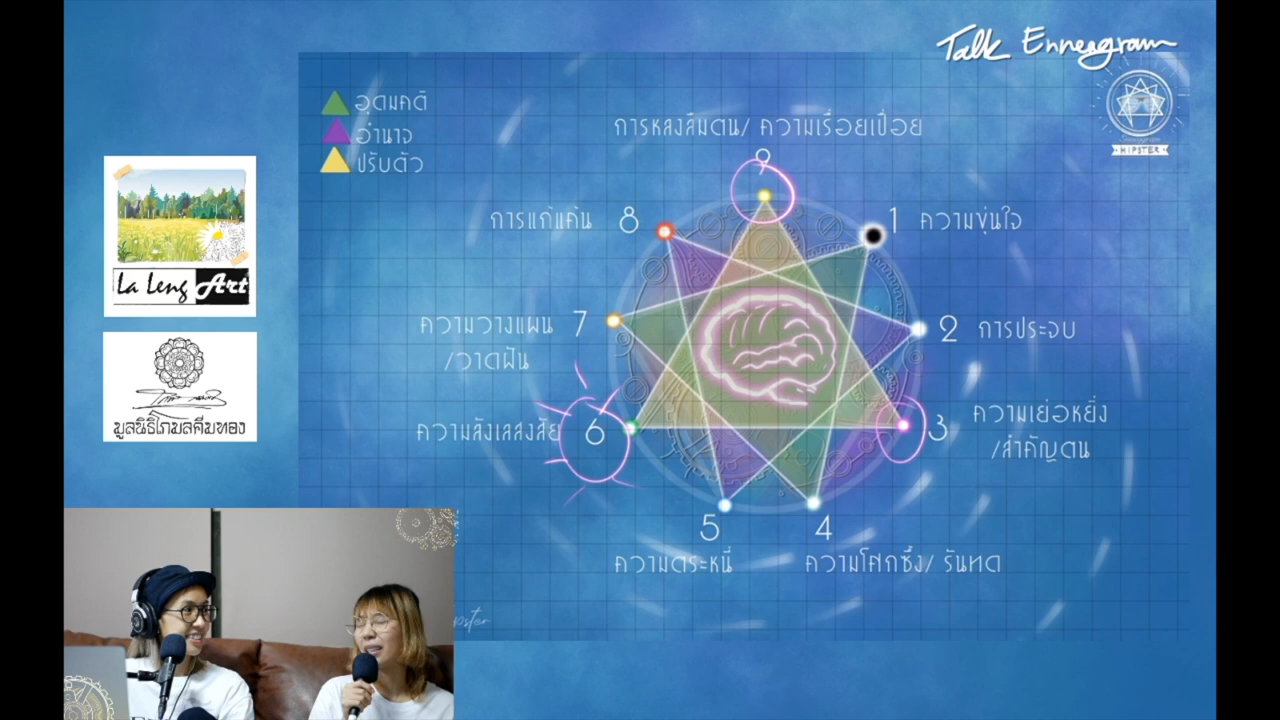 Talk Enneagram
HIPSTER
อุดมคติ
อำนาจ
ปรับตัว
การหลงลืมตน/ ความเรื่อยเปื่อย
9
การแก้แค้น 8
1 ความขุ่นใจ
ความวางแผน 7
/วาดฝัน
2 การประจบ
ความลังเลสงสัย 6
3 ความเย่อหยิ่ง
/สำคัญตน
5
ความตระหนี่
4
ความโศกซึ้ง/ รันทด
La Leng Art
มูลนิธิโกมลคีมทอง